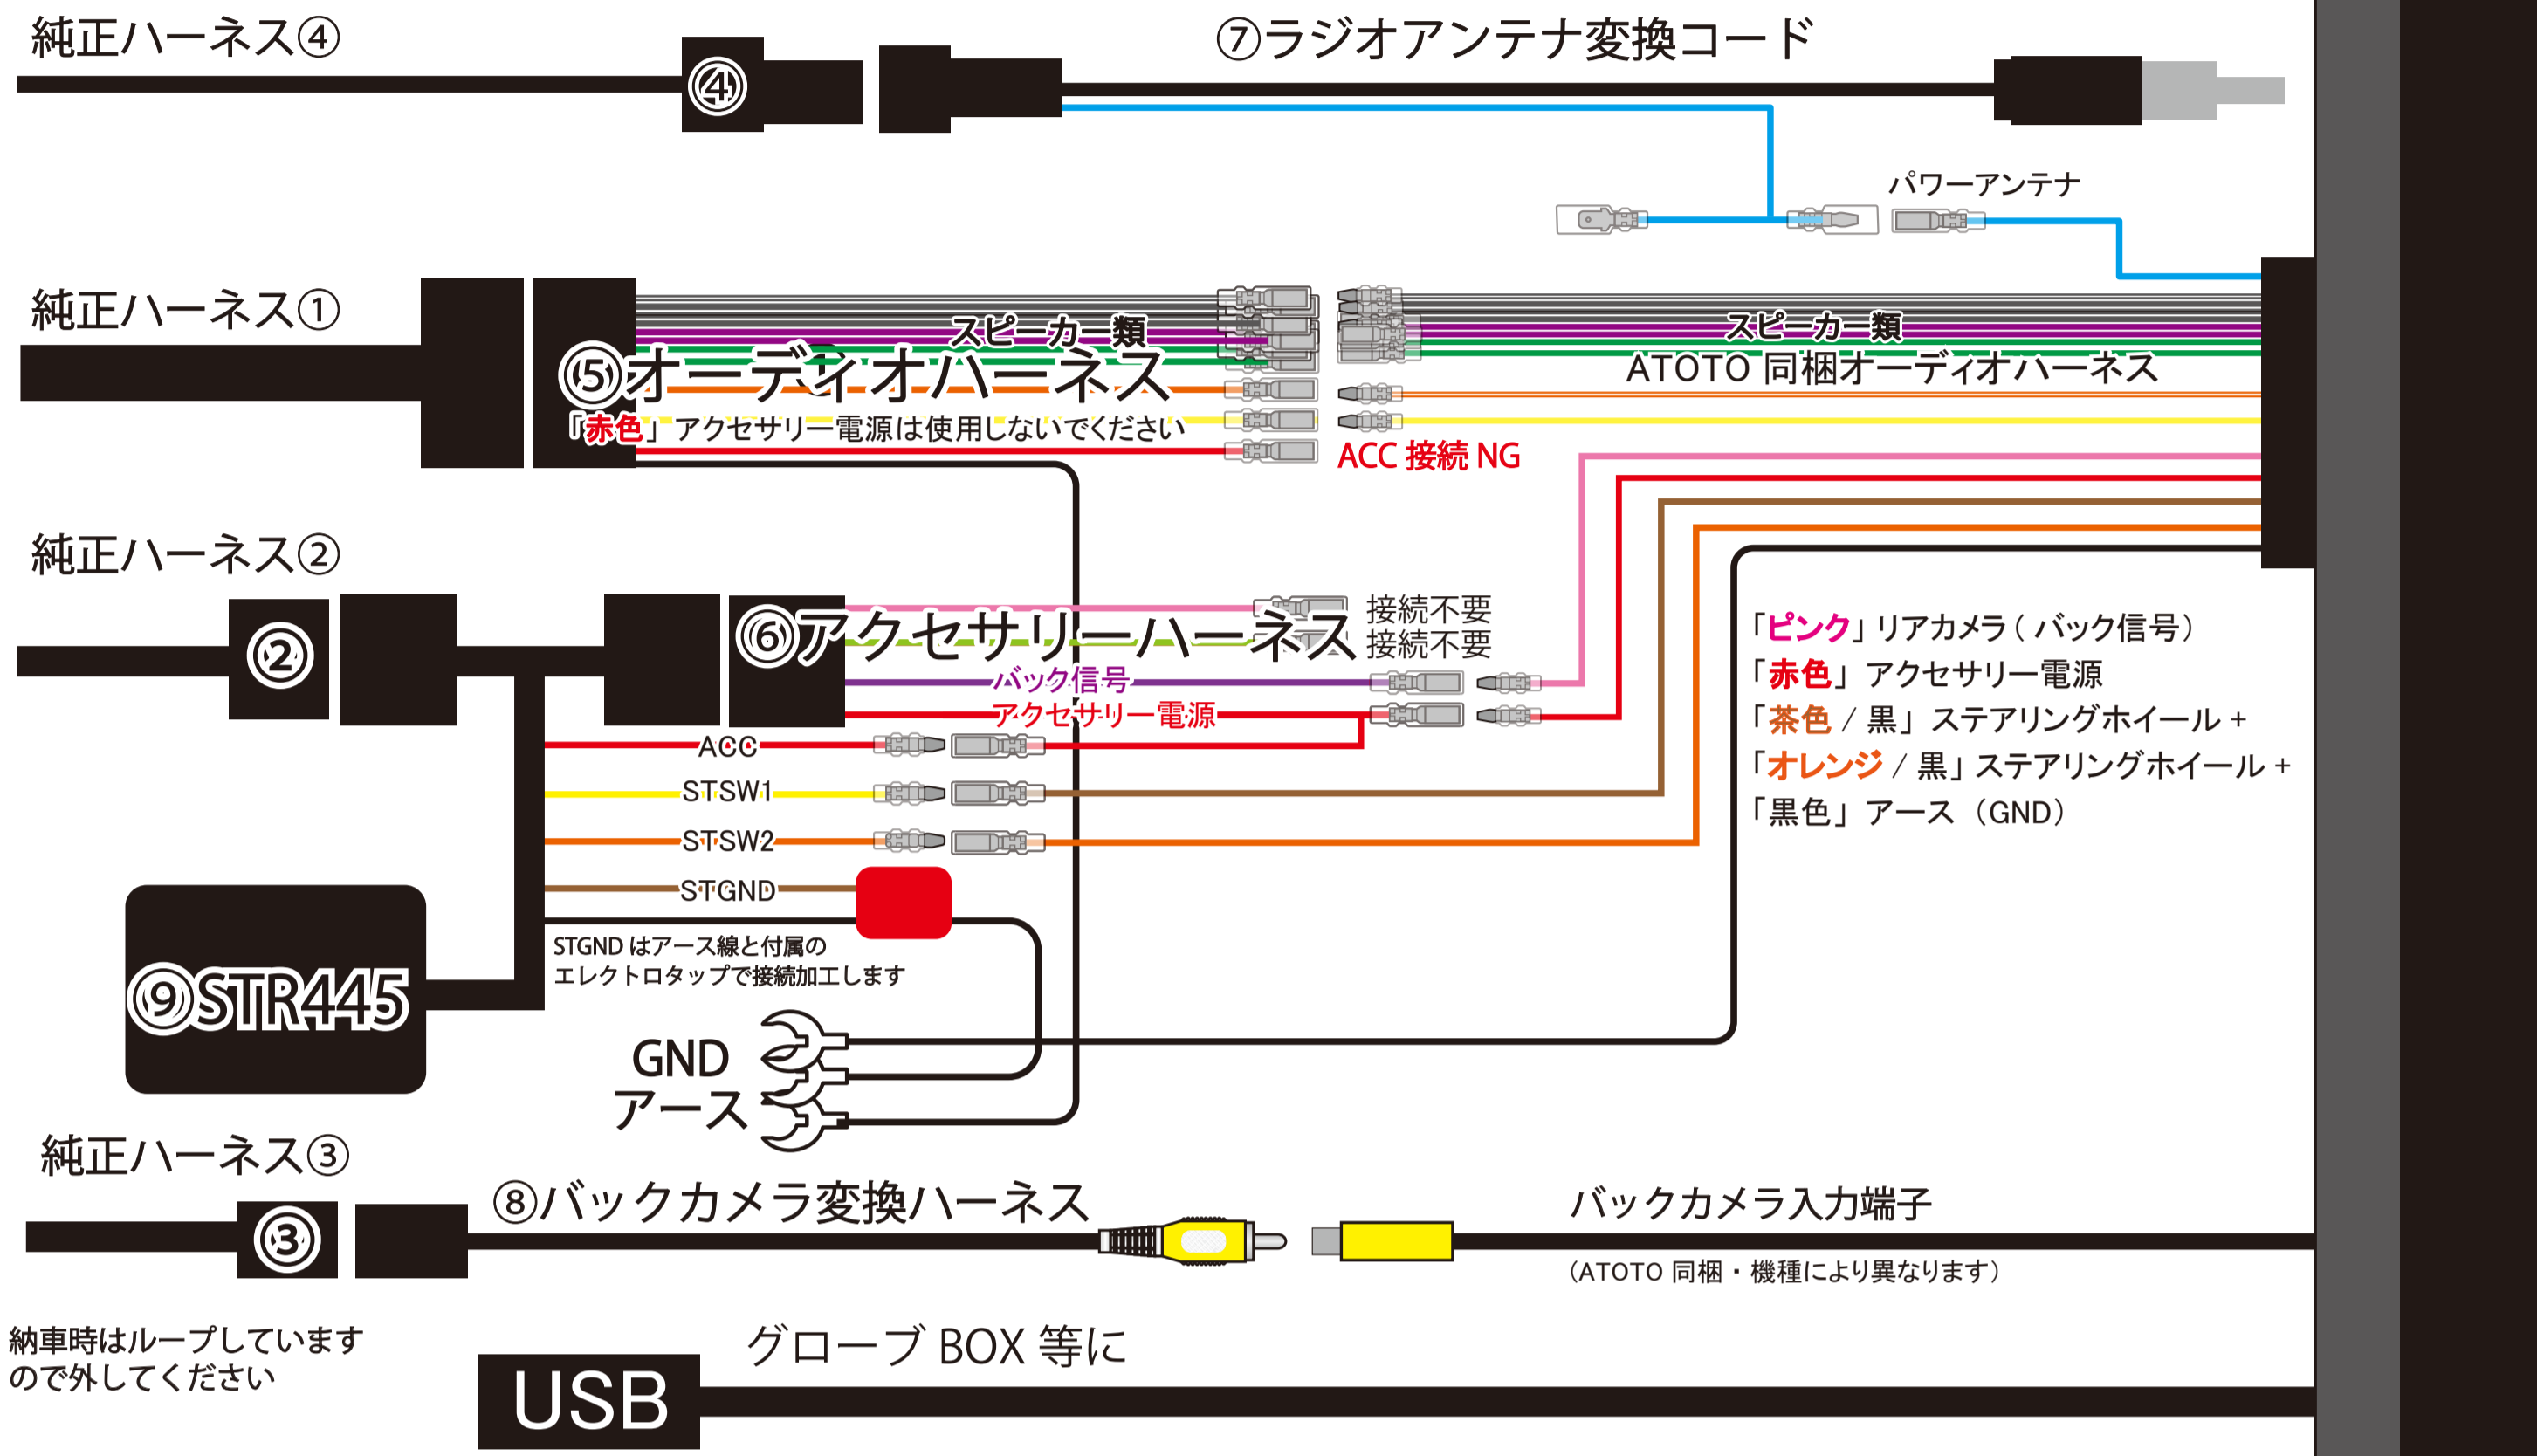 純正ハーネス④
④
⑦ラジオアンテナ変換コード
パワーアンテナ
純正ハーネス①
スピーカー類
スピーカー類
⑤オーディオハーネス
ATOTO 同梱オーディオハーネス
「赤色」アクセサリー電源は使用しないでください
ACC 接続 NG
純正ハーネス②
②
⑥アクセサリーハーネス
接続不要
接続不要
バック信号
アクセサリー電源
「ピンク」リアカメラ( バック信号)
「赤色」アクセサリー電源
「茶色 / 黒」ステアリングホイール +
「オレンジ / 黒」ステアリングホイール +
「黒色」アース（GND）
ACC
STSW1
STSW2
STGND
STGND はアース線と付属の
エレクトロタップで接続加工します
⑨STR445
GND
アース
純正ハーネス③
③
⑧バックカメラ変換ハーネス
バックカメラ入力端子
（ATOTO 同梱・機種により異なります）
納車時はループしています
ので外してください
グローブ BOX 等に
USB